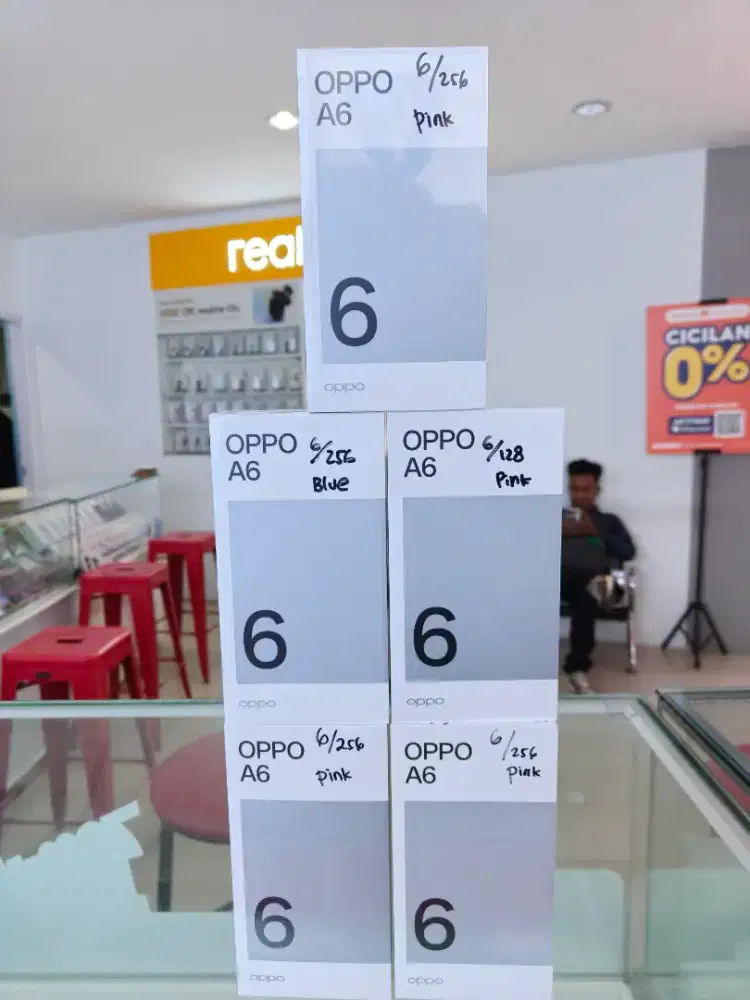 OPPO
A6
6/256
Pink
6
oppo
real
OPPO
A6
6/256
Blue
6
oppo
OPPO
A6
6/128
Pink
6
oppo
OPPO
A6
6/256
Pink
6
oppo
OPPO
A6
6/256
Pink
6
oppo
CICILAN
0%